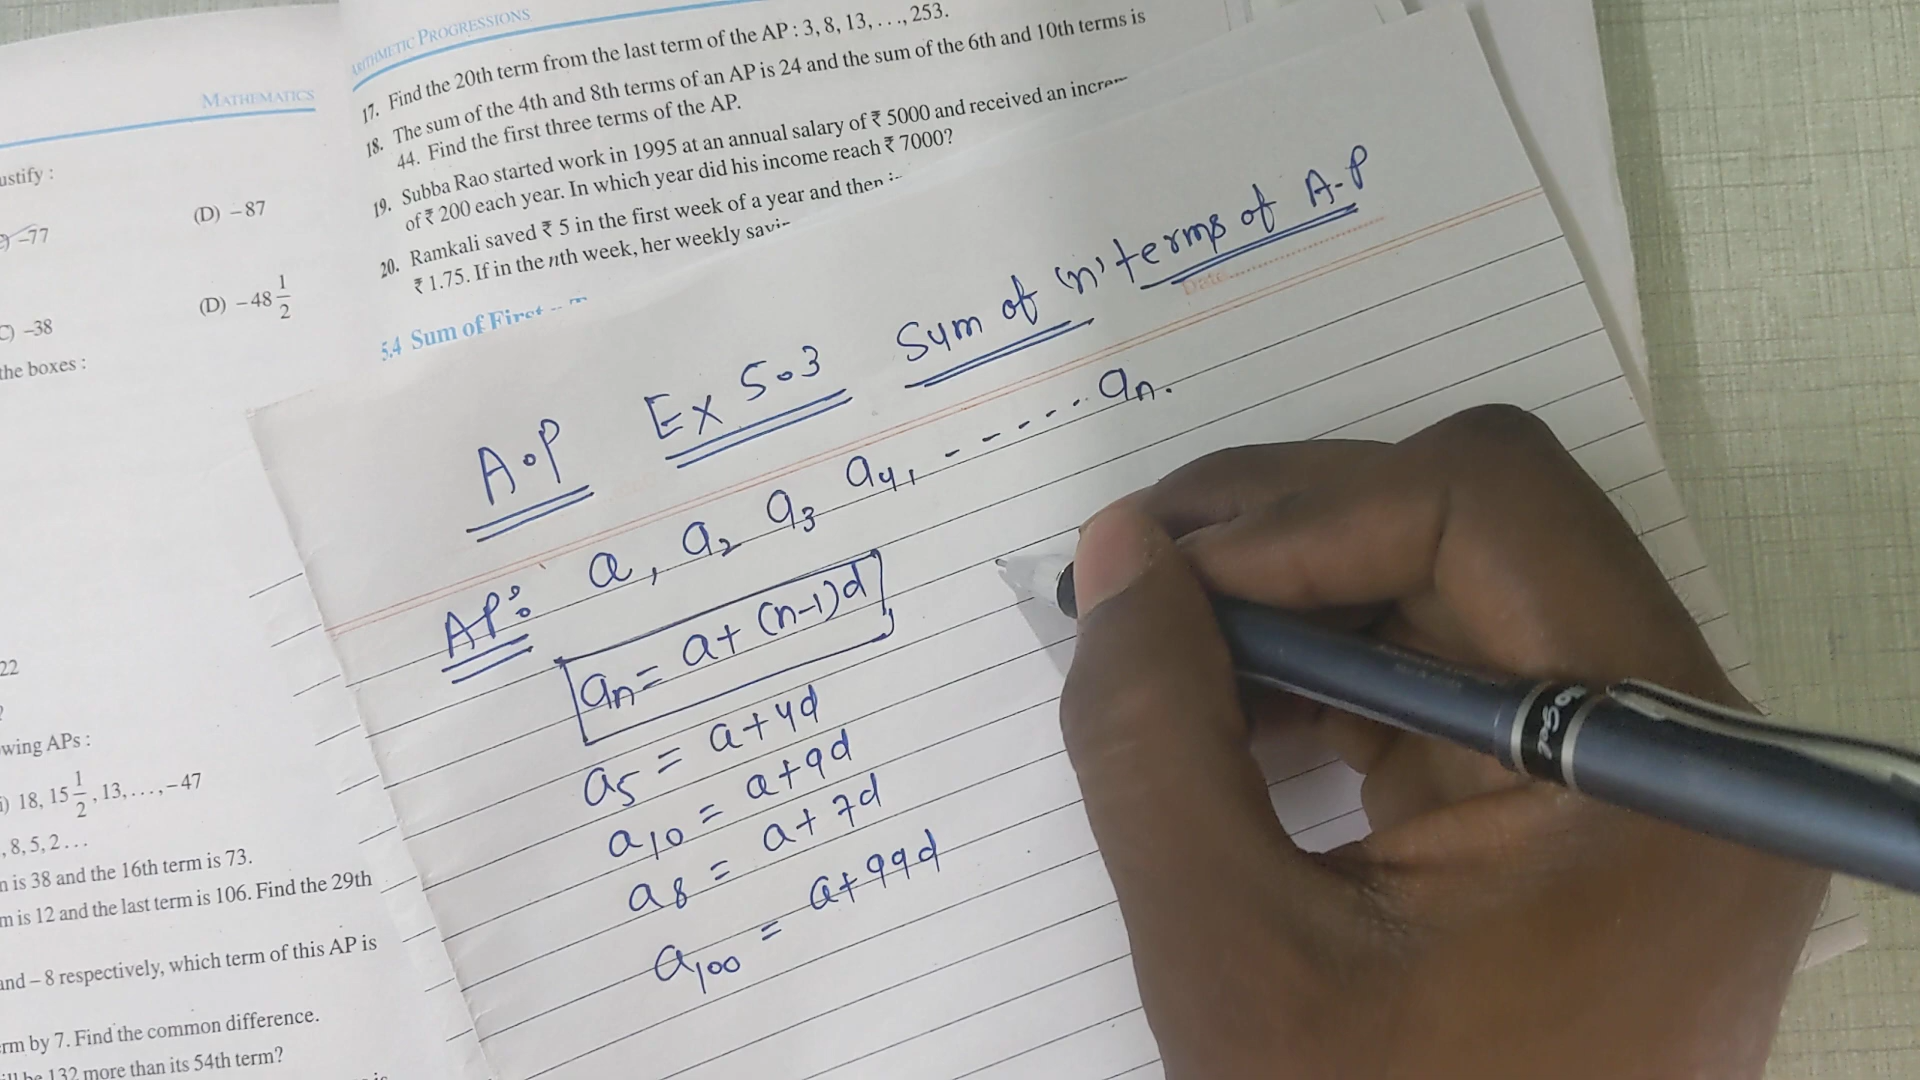 MATHEMATICS
ustify :
-77
(D) -87
C) -38
(D) -48 1/2
the boxes :
22
wing APs :
i) 18, 15 1/2, 13, . . . , -47
, 8, 5, 2 . . .
is 38 and the 16th term is 73.
m is 12 and the last term is 106. Find the 29th
and – 8 respectively, which term of this AP is
rm by 7. Find the common difference.
132 more than its 54th term?
ARITHMETIC PROGRESSIONS
17. Find the 20th term from the last term of the AP : 3, 8, 13, . . ., 253.
18. The sum of the 4th and 8th terms of an AP is 24 and the sum of the 6th and 10th terms is
44. Find the first three terms of the AP.
19. Subba Rao started work in 1995 at an annual salary of ₹ 5000 and received an increm
of ₹ 200 each year. In which year did his income reach ₹ 7000?
20. Ramkali saved ₹ 5 in the first week of a year and then
₹ 1.75. If in the nth week, her weekly savi
5.4 Sum of First
Date
A.P Ex 5.3 Sum of 'n' terms of A.P
AP: a, a₂ a₃ a₄, - - - . . . . aₙ.
aₙ = a + (n-1)d
a₅ = a+4d
a₁₀ = a+9d
a₈ = a+7d
a₁₀₀ = a+99d